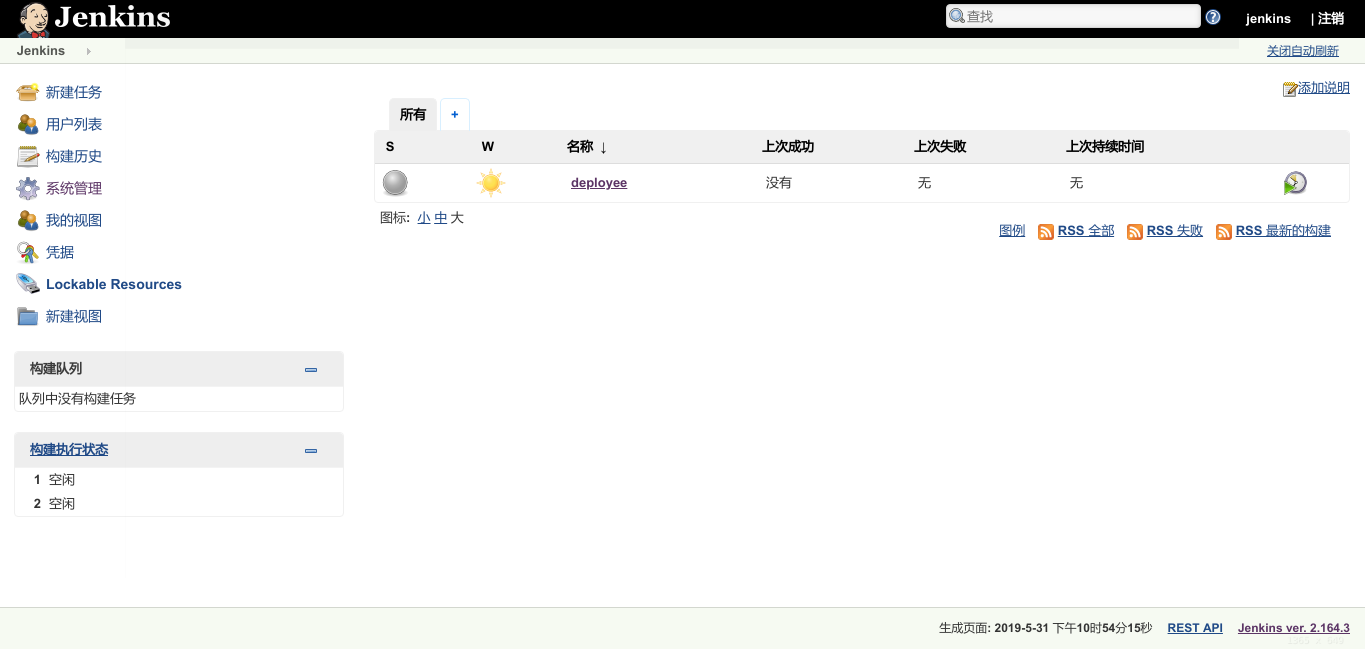 Jenkins
查找
jenkins | 注销
Jenkins
关闭自动刷新
添加说明
新建任务
用户列表
构建历史
系统管理
我的视图
凭据
Lockable Resources
新建视图
构建队列
队列中没有构建任务
构建执行状态
1 空闲
2 空闲
所有 +
S W 名称 ↓ 上次成功 上次失败 上次持续时间
deployee 没有 无 无
图标: 小 中 大
图例 RSS 全部 RSS 失败 RSS 最新的构建
生成页面: 2019-5-31 下午10时54分15秒 REST API Jenkins ver. 2.164.3